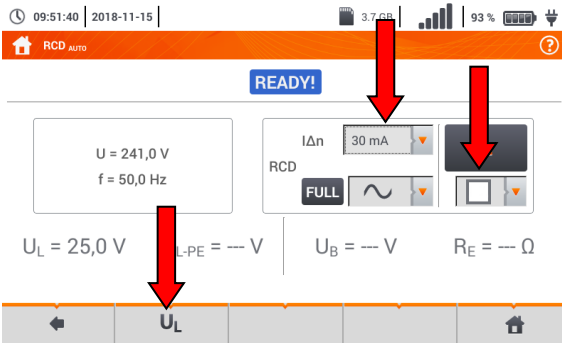 09:51:40 2018-11-15 3.7 GB 93 %
RCD AUTO ?
READY!
U = 241,0 V
f = 50,0 Hz
IΔn 30 mA
RCD
FULL
UL = 25,0 V L-PE = --- V UB = --- V RE = --- Ω
UL